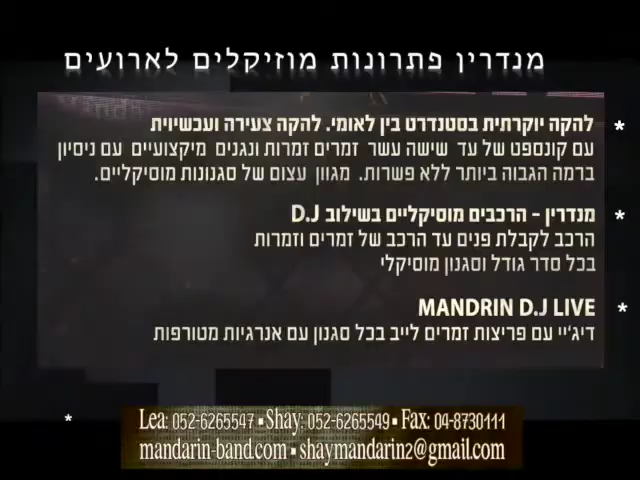 מנדרין פתרונות מוזיקלים לארועים
* להקה יוקרתית בסטנדרט בין לאומי. להקה צעירה ועכשיוית
עם קונספט של עד שישה עשר זמרים זמרות ונגנים מיקצועיים עם ניסיון
ברמה הגבוה ביותר ללא פשרות. מגוון עצום של סגנונות מוסיקליים.
* מנדרין - הרכבים מוסיקליים בשילוב D.J
הרכב לקבלת פנים עד הרכב של זמרים וזמרות
בכל סדר גודל וסגנון מוסיקלי
* MANDRIN D.J LIVE
דיג'יי עם פריצות זמרים לייב בכל סגנון עם אנרגיות מטורפות
* Lea: 052-6265547 ▪ Shay: 052-6265549 ▪ Fax: 04-8730111
mandarin-band.com ▪ shaymandarin2@gmail.com